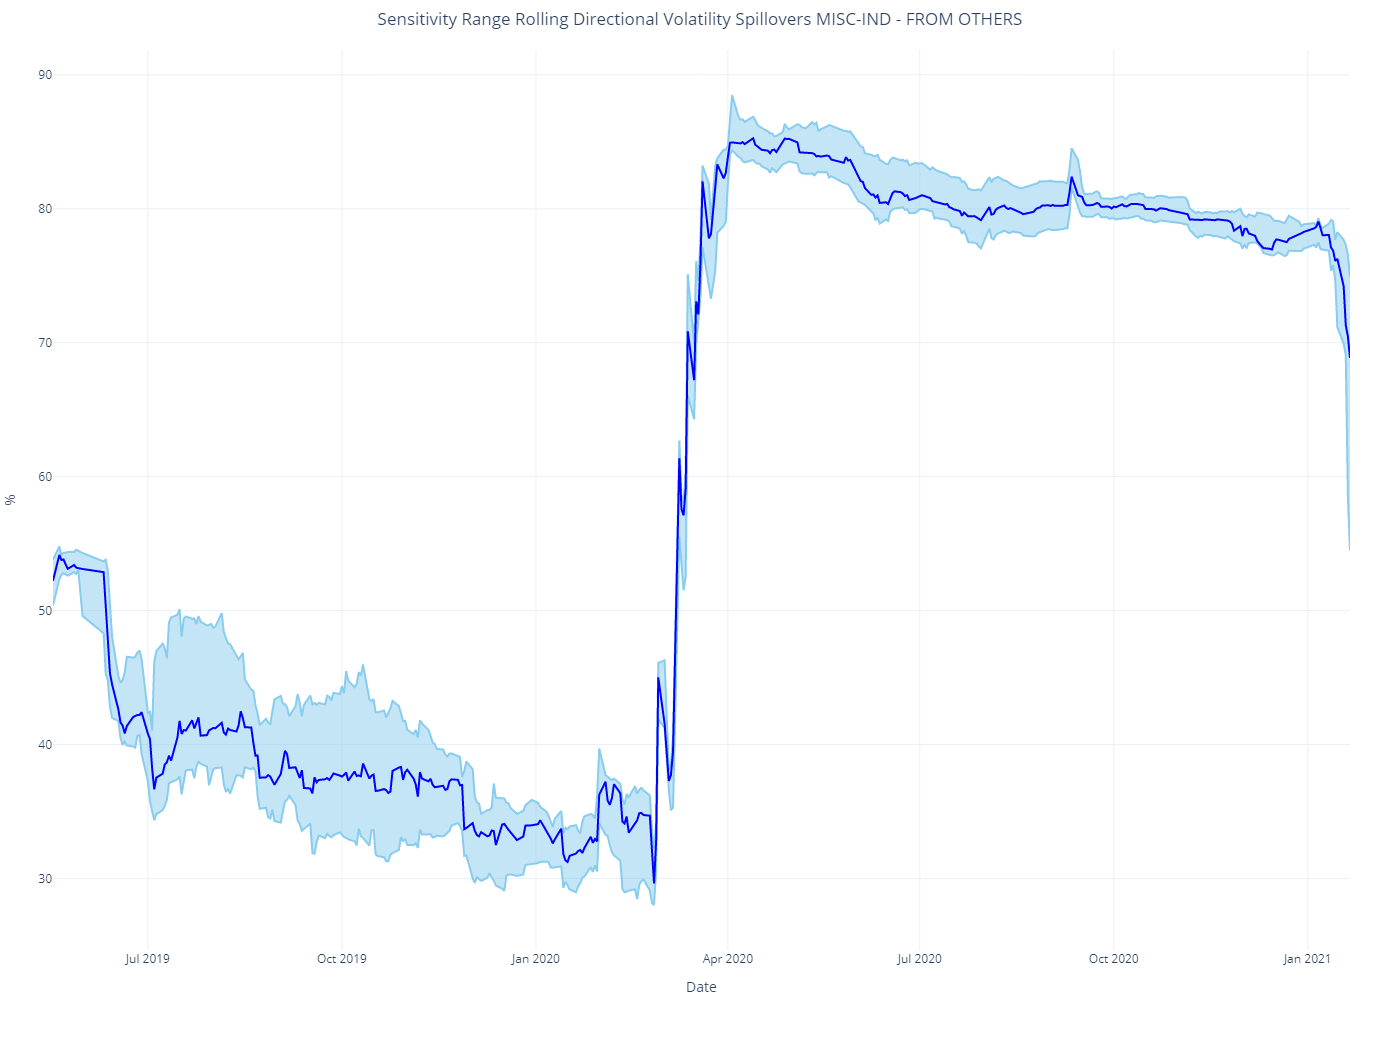 Sensitivity Range Rolling Directional Volatility Spillovers MISC-IND - FROM OTHERS
90
80
70
60
50
40
30
%
Jul 2019
Oct 2019
Jan 2020
Apr 2020
Jul 2020
Oct 2020
Jan 2021
Date